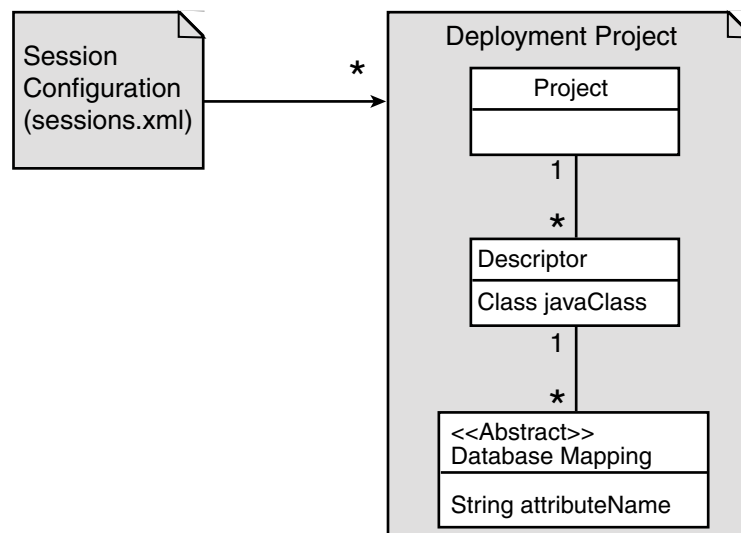 Session
Configuration
(sessions.xml)
*
Deployment Project
Project
1
*
Descriptor
Class javaClass
1
*
<<Abstract>>
Database Mapping
String attributeName